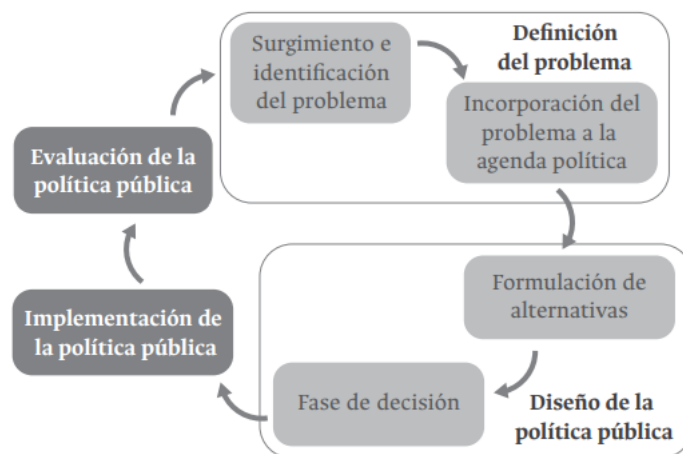 Surgimiento e
identificación
del problema
Definición
del problema
Incorporación del
problema a la
agenda política
Formulación de
alternativas
Diseño de la
política pública
Fase de decisión
Implementación de
la política pública
Evaluación de la
política pública